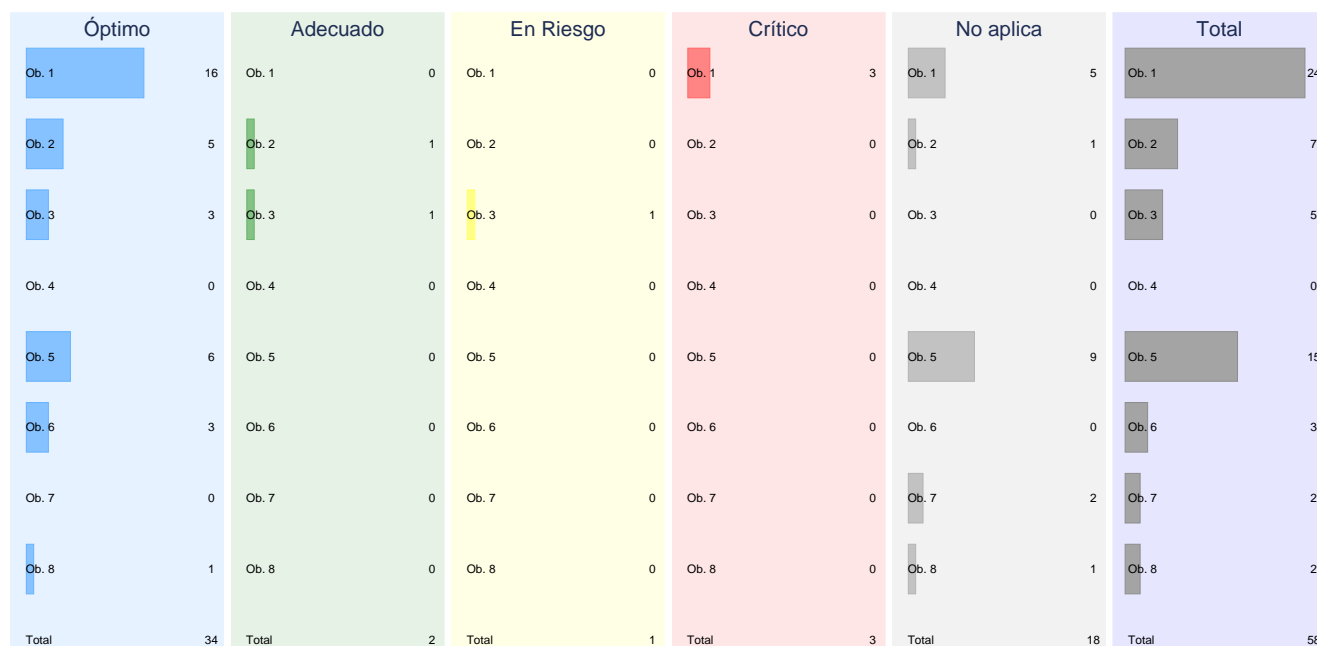 Óptimo Adecuado En Riesgo Crítico No aplica Total
Ob. 1 16 Ob. 1 0 Ob. 1 0 Ob. 1 3 Ob. 1 5 Ob. 1 24
Ob. 2 5 Ob. 2 1 Ob. 2 0 Ob. 2 0 Ob. 2 1 Ob. 2 7
Ob. 3 3 Ob. 3 1 Ob. 3 1 Ob. 3 0 Ob. 3 0 Ob. 3 5
Ob. 4 0 Ob. 4 0 Ob. 4 0 Ob. 4 0 Ob. 4 0 Ob. 4 0
Ob. 5 6 Ob. 5 0 Ob. 5 0 Ob. 5 0 Ob. 5 9 Ob. 5 15
Ob. 6 3 Ob. 6 0 Ob. 6 0 Ob. 6 0 Ob. 6 0 Ob. 6 3
Ob. 7 0 Ob. 7 0 Ob. 7 0 Ob. 7 0 Ob. 7 2 Ob. 7 2
Ob. 8 1 Ob. 8 0 Ob. 8 0 Ob. 8 0 Ob. 8 1 Ob. 8 2
Total 34 Total 2 Total 1 Total 3 Total 18 Total 58